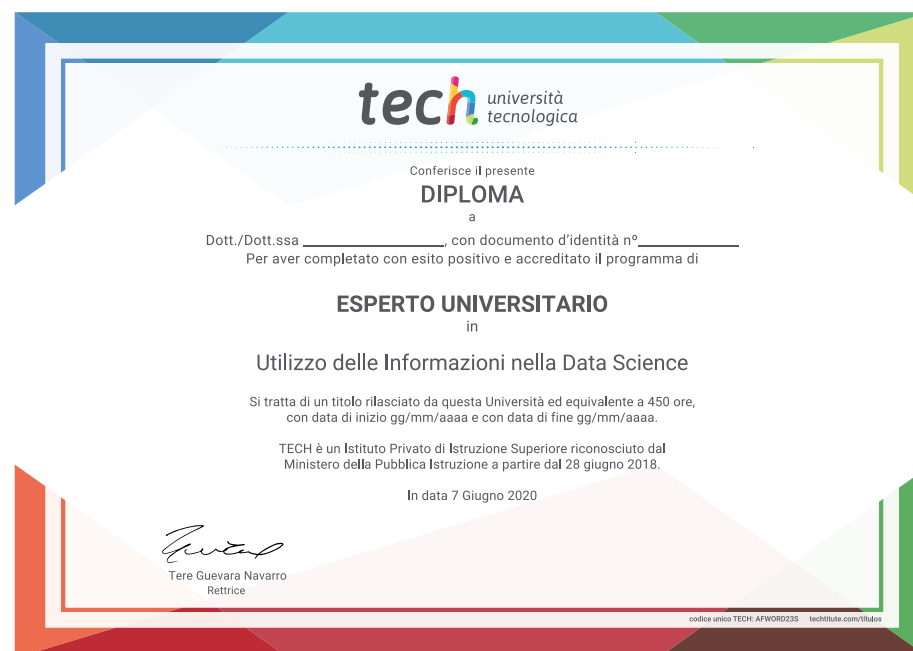 tech università
tecnologica
Conferisce il presente
DIPLOMA
a
Dott./Dott.ssa ____________________, con documento d'identità nº______________
Per aver completato con esito positivo e accreditato il programma di
ESPERTO UNIVERSITARIO
in
Utilizzo delle Informazioni nella Data Science
Si tratta di un titolo rilasciato da questa Università ed equivalente a 450 ore,
con data di inizio gg/mm/aaaa e con data di fine gg/mm/aaaa.
TECH è un Istituto Privato di Istruzione Superiore riconosciuto dal
Ministero della Pubblica Istruzione a partire dal 28 giugno 2018.
In data 7 Giugno 2020
Tere Guevara Navarro
Rettrice
codice unico TECH: AFWORD23S techtitute.com/titulos